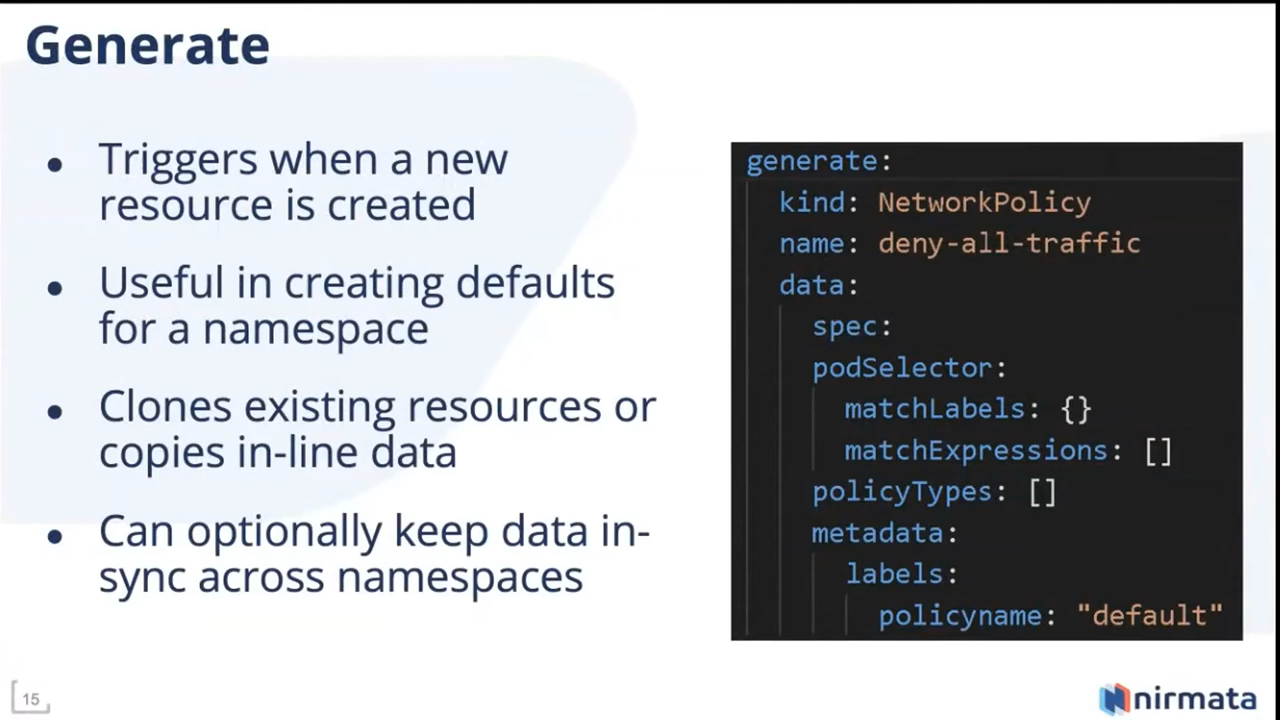 Generate
● Triggers when a new
resource is created
● Useful in creating defaults
for a namespace
● Clones existing resources or
copies in-line data
● Can optionally keep data in-
sync across namespaces
generate:
kind: NetworkPolicy
name: deny-all-traffic
data:
spec:
podSelector:
matchLabels: {}
matchExpressions: []
policyTypes: []
metadata:
labels:
policyname: "default"
15
nirmata